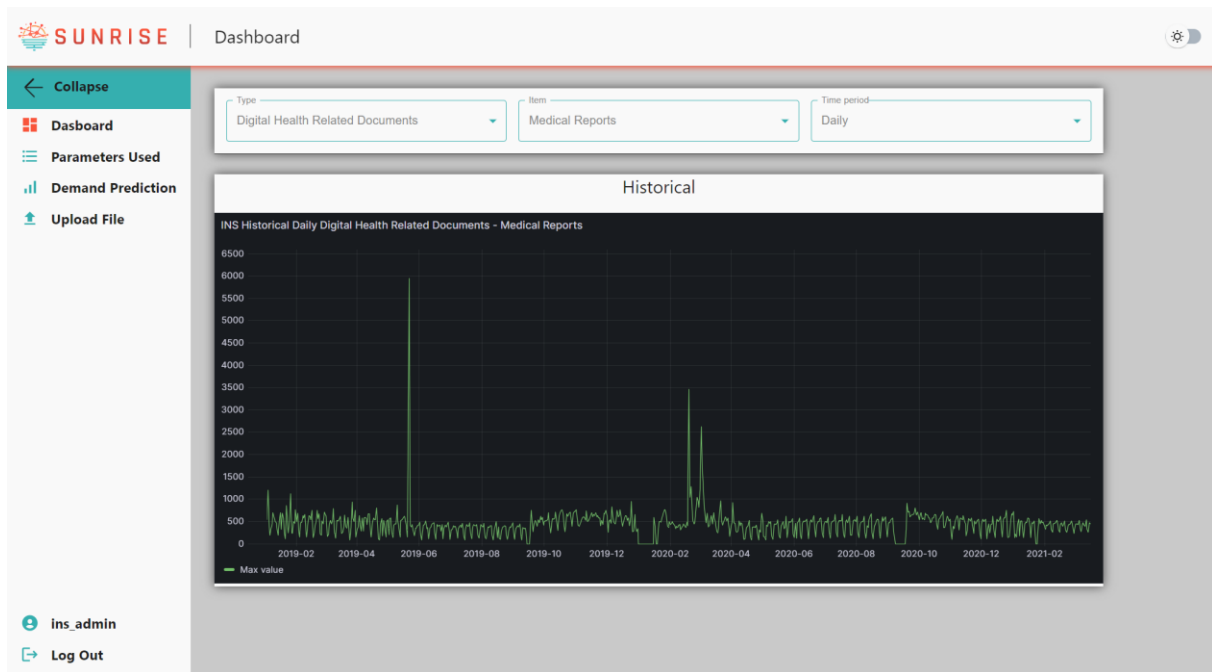 SUNRISE
Dashboard
Collapse
Dasboard
Parameters Used
Demand Prediction
Upload File
ins_admin
Log Out
Type
Digital Health Related Documents
Item
Medical Reports
Time period
Daily
Historical
INS Historical Daily Digital Health Related Documents - Medical Reports
6500
6000
5500
5000
4500
4000
3500
3000
2500
2000
1500
1000
500
0
2019-02 2019-04 2019-06 2019-08 2019-10 2019-12 2020-02 2020-04 2020-06 2020-08 2020-10 2020-12 2021-02
Max value